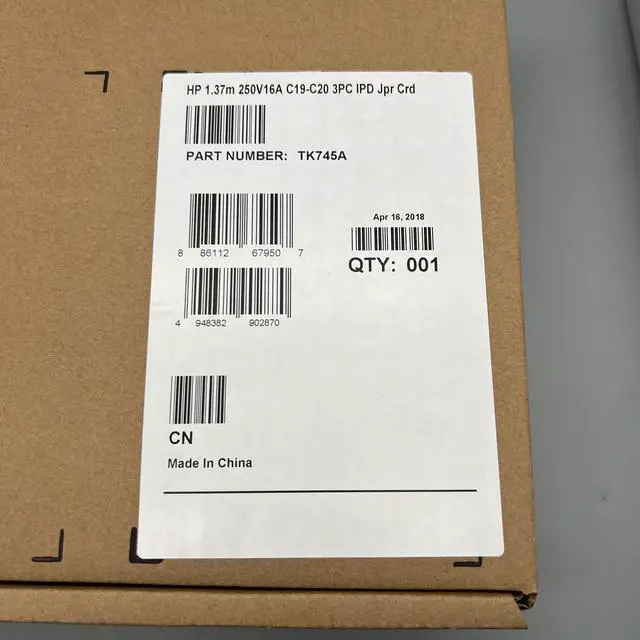 HP 1.37m 250V16A C19-C20 3PC IPD Jpr Crd
PART NUMBER: TK745A
8 86112 67950 7
Apr 16, 2018
QTY: 001
4 948382 902870
CN
Made In China